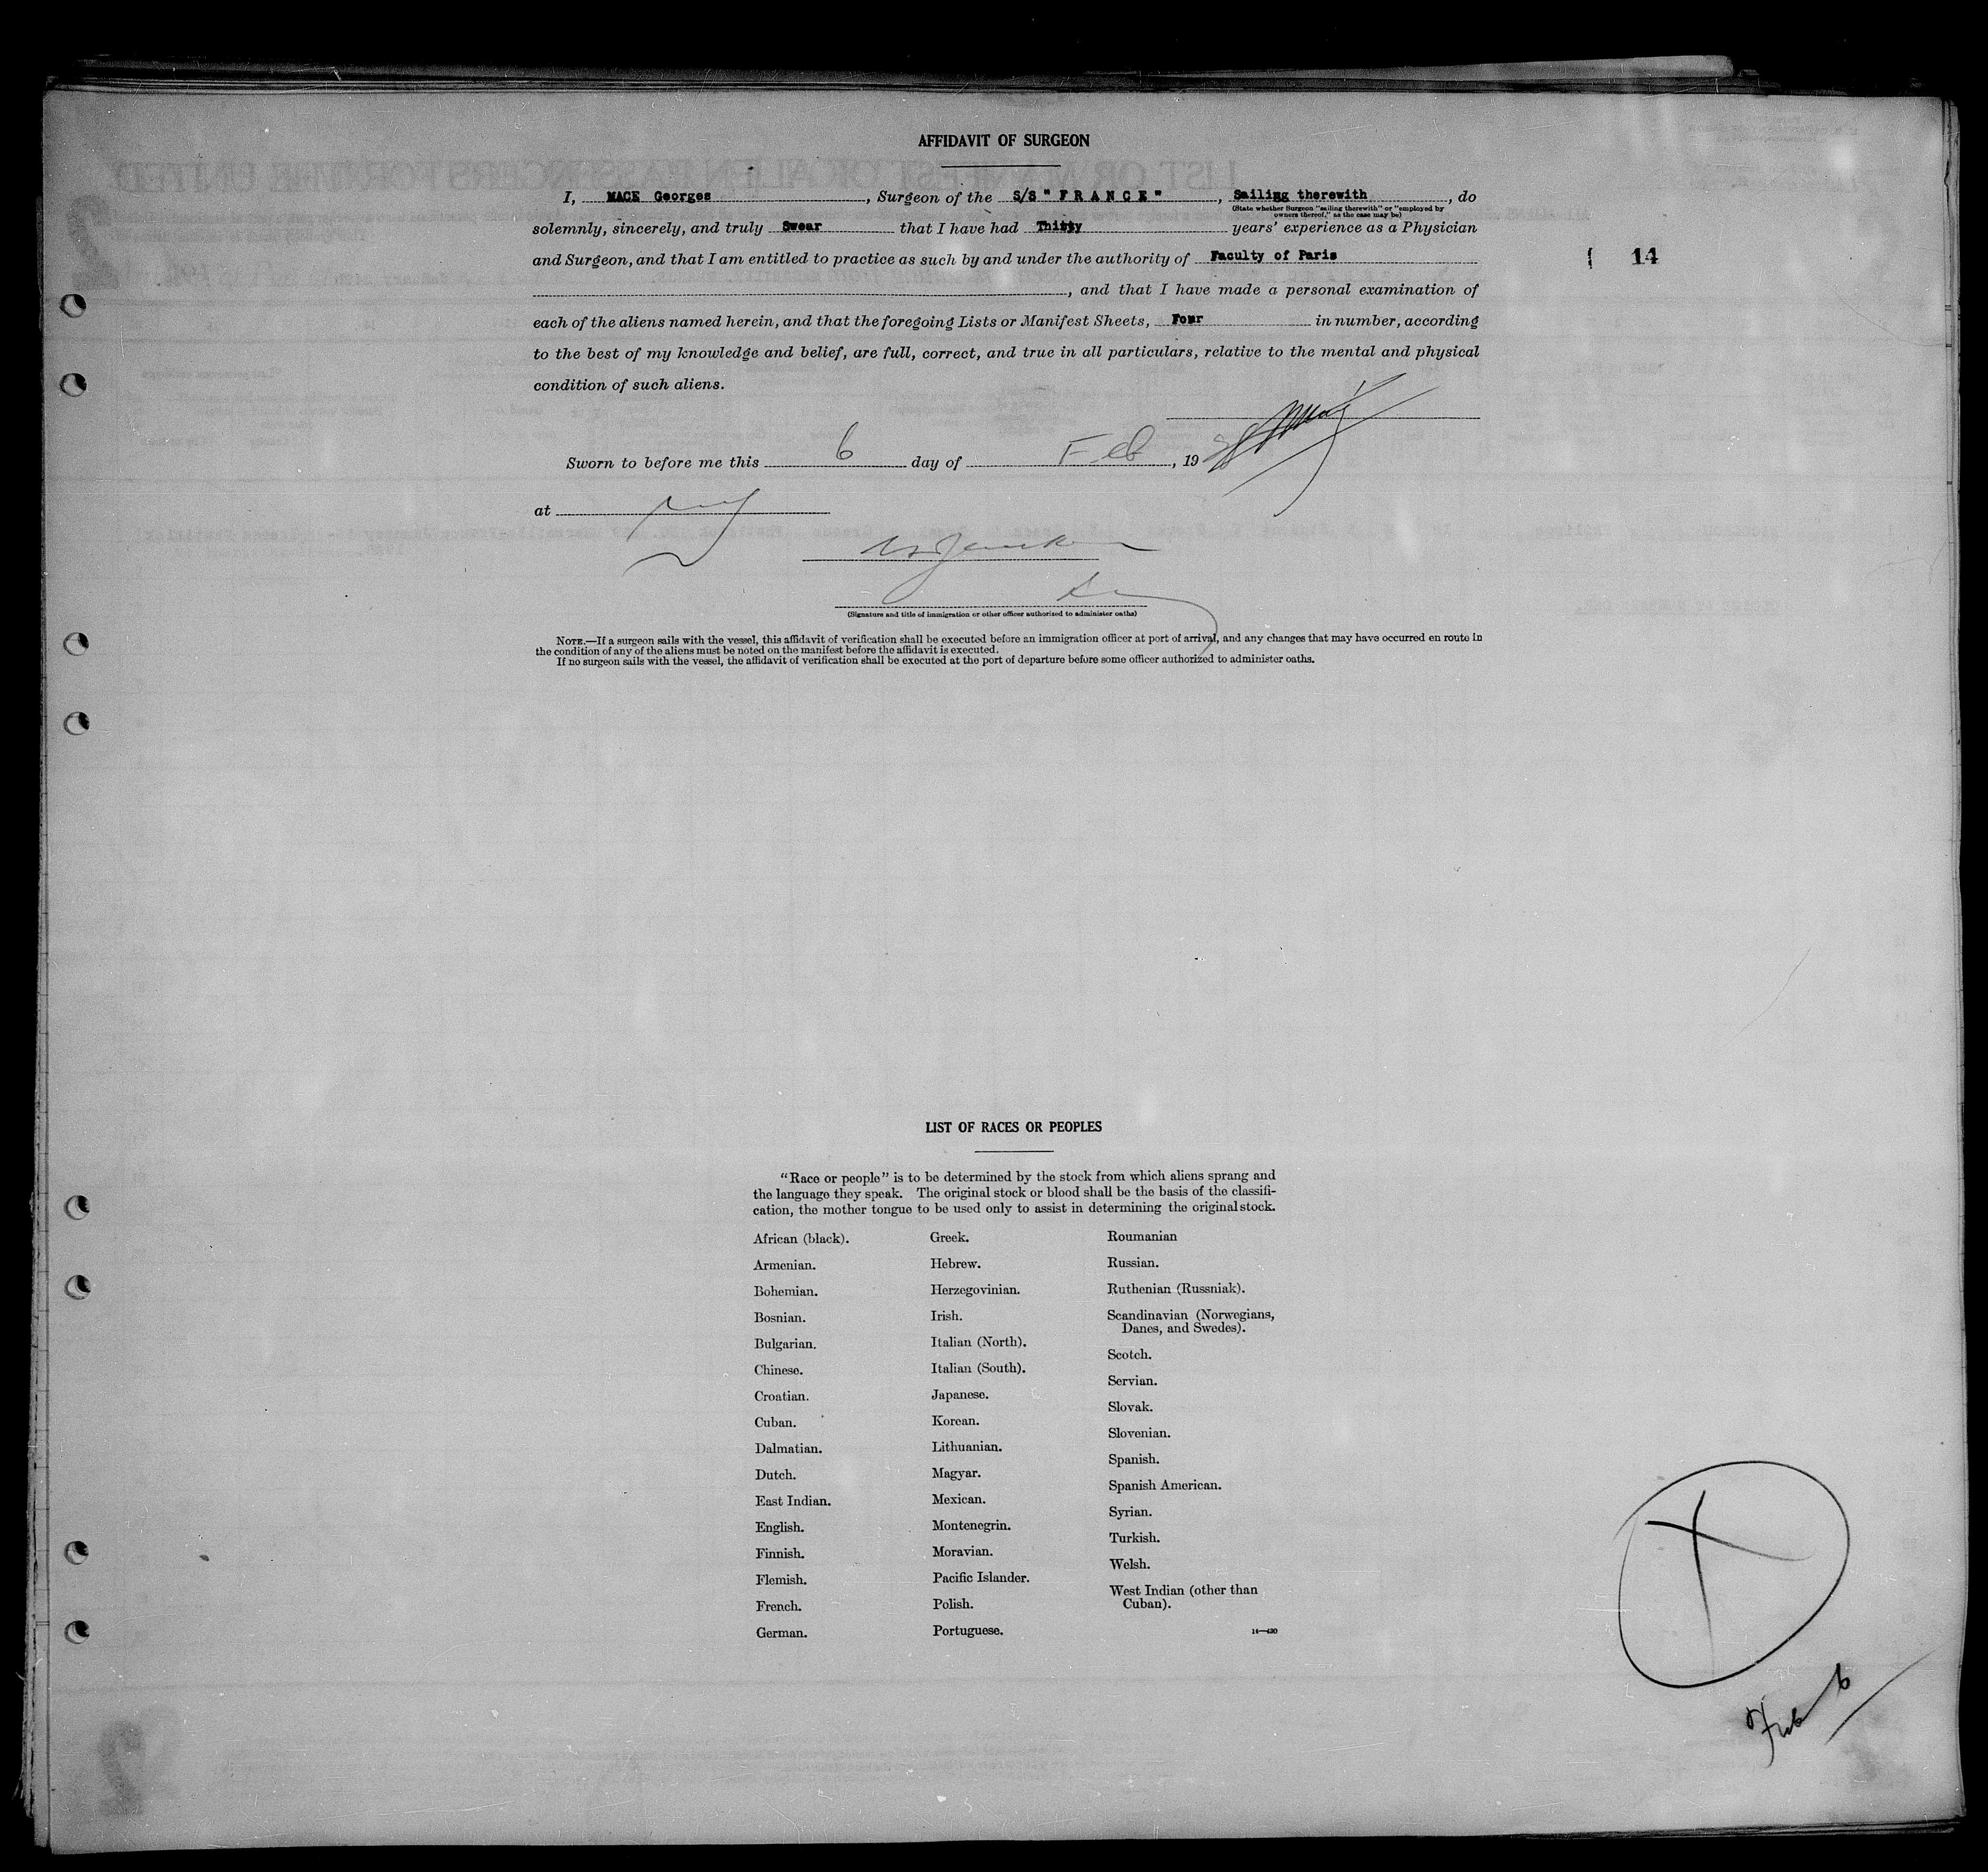 AFFIDAVIT OF SURGEON
I, MACE Georges, Surgeon of the S/S " F R A N C E ", Sailing therewith, do
(State whether Surgeon "sailing therewith" or "employed by
owners thereof," as the case may be)
solemnly, sincerely, and truly Swear that I have had Thirty years' experience as a Physician
and Surgeon, and that I am entitled to practice as such by and under the authority of Faculty of Paris
14
, and that I have made a personal examination of
each of the aliens named herein, and that the foregoing Lists or Manifest Sheets, Four in number, according
to the best of my knowledge and belief, are full, correct, and true in all particulars, relative to the mental and physical
condition of such aliens.
Sworn to before me this 6 day of Feb, 19
at
(Signature and title of immigration or other officer authorized to administer oaths)
NOTE.—If a surgeon sails with the vessel, this affidavit of verification shall be executed before an immigration officer at port of arrival, and any changes that may have occurred en route in
the condition of any of the aliens must be noted on the manifest before the affidavit is executed.
If no surgeon sails with the vessel, the affidavit of verification shall be executed at the port of departure before some officer authorized to administer oaths.
LIST OF RACES OR PEOPLES
"Race or people" is to be determined by the stock from which aliens sprang and
the language they speak. The original stock or blood shall be the basis of the classifi-
cation, the mother tongue to be used only to assist in determining the original stock.
African (black).
Armenian.
Bohemian.
Bosnian.
Bulgarian.
Chinese.
Croatian.
Cuban.
Dalmatian.
Dutch.
East Indian.
English.
Finnish.
Flemish.
French.
German.
Greek.
Hebrew.
Herzegovinian.
Irish.
Italian (North).
Italian (South).
Japanese.
Korean.
Lithuanian.
Magyar.
Mexican.
Montenegrin.
Moravian.
Pacific Islander.
Polish.
Portuguese.
Roumanian
Russian.
Ruthenian (Russniak).
Scandinavian (Norwegians,
Danes, and Swedes).
Scotch.
Servian.
Slovak.
Slovenian.
Spanish.
Spanish American.
Syrian.
Turkish.
Welsh.
West Indian (other than
Cuban).
14—430
Feb 6